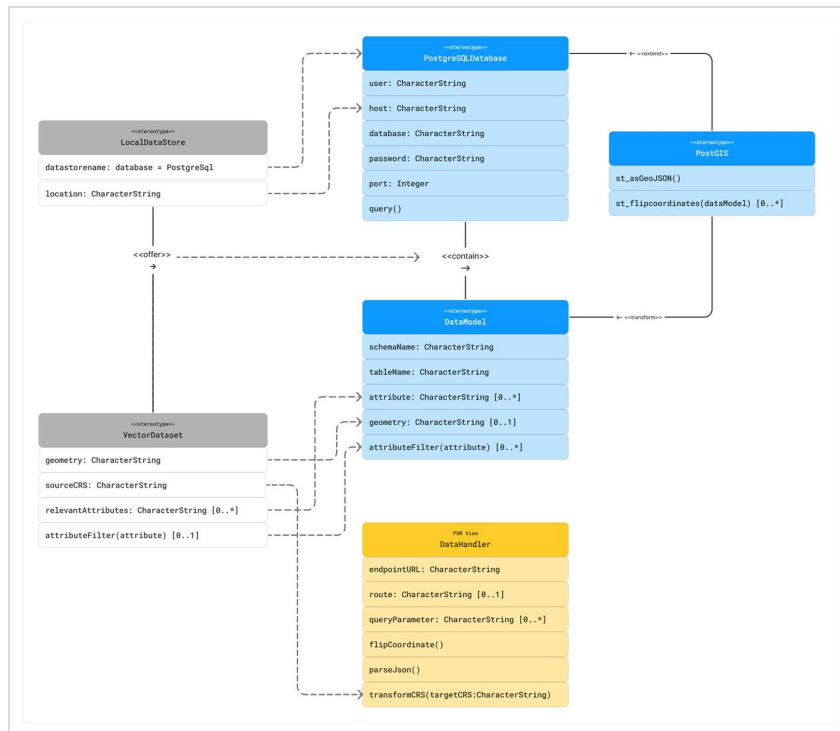 <<stereotype>>
PostgreSQLDatabase
user: CharacterString
host: CharacterString
database: CharacterString
password: CharacterString
port: Integer
query()
<<stereotype>>
LocalDataStore
datastorename: database = PostgreSql
location: CharacterString
<<stereotype>>
PostGIS
st_asGeoJSON()
st_flipcoordinates(dataModel) [0..*]
← <<extend>>
<<offer>>
→
<<contain>>
→
<<stereotype>>
DataModel
schemaName: CharacterString
tableName: CharacterString
attribute: CharacterString [0..*]
geometry: CharacterString [0..1]
attributeFilter(attribute) [0..*]
← <<transform>>
<<stereotype>>
VectorDataset
geometry: CharacterString
sourceCRS: CharacterString
relevantAttributes: CharacterString [0..*]
attributeFilter(attribute) [0..1]
PSM View
DataHandler
endpointURL: CharacterString
route: CharacterString [0..1]
queryParameter: CharacterString [0..*]
flipCoordinate()
parseJson()
transformCRS(targetCRS:CharacterString)